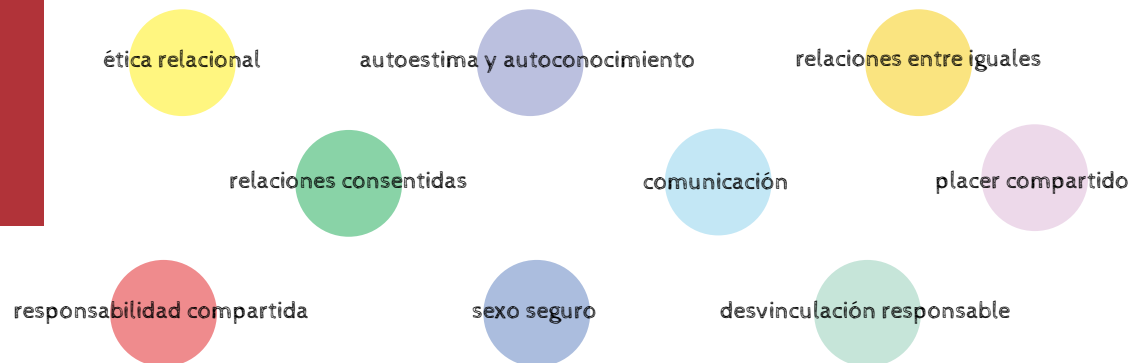 ética relacional
autoestima y autoconocimiento
relaciones entre iguales
relaciones consentidas
comunicación
placer compartido
responsabilidad compartida
sexo seguro
desvinculación responsable